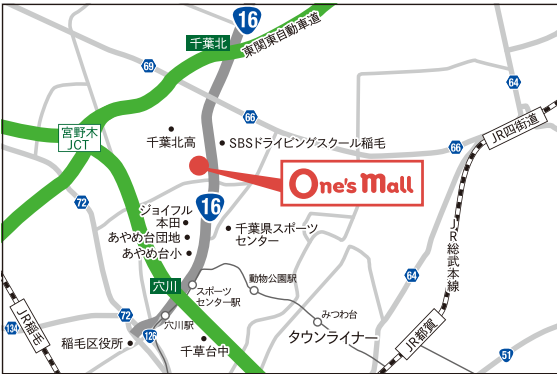 16
千葉北
東関東自動車道
69
64
66
宮野木
JCT
千葉北高
SBSドライビングスクール稲毛
66
JR四街道
One's Mall
72
ジョイフル
本田
16
あやめ台団地
千葉県スポーツ
センター
あやめ台小
JR総武本線
穴川
スポーツ
センター駅
動物公園駅
64
JR稲毛
134
72
126
穴川駅
みつわ台
タウンライナー
稲毛区役所
千草台中
JR都賀
51